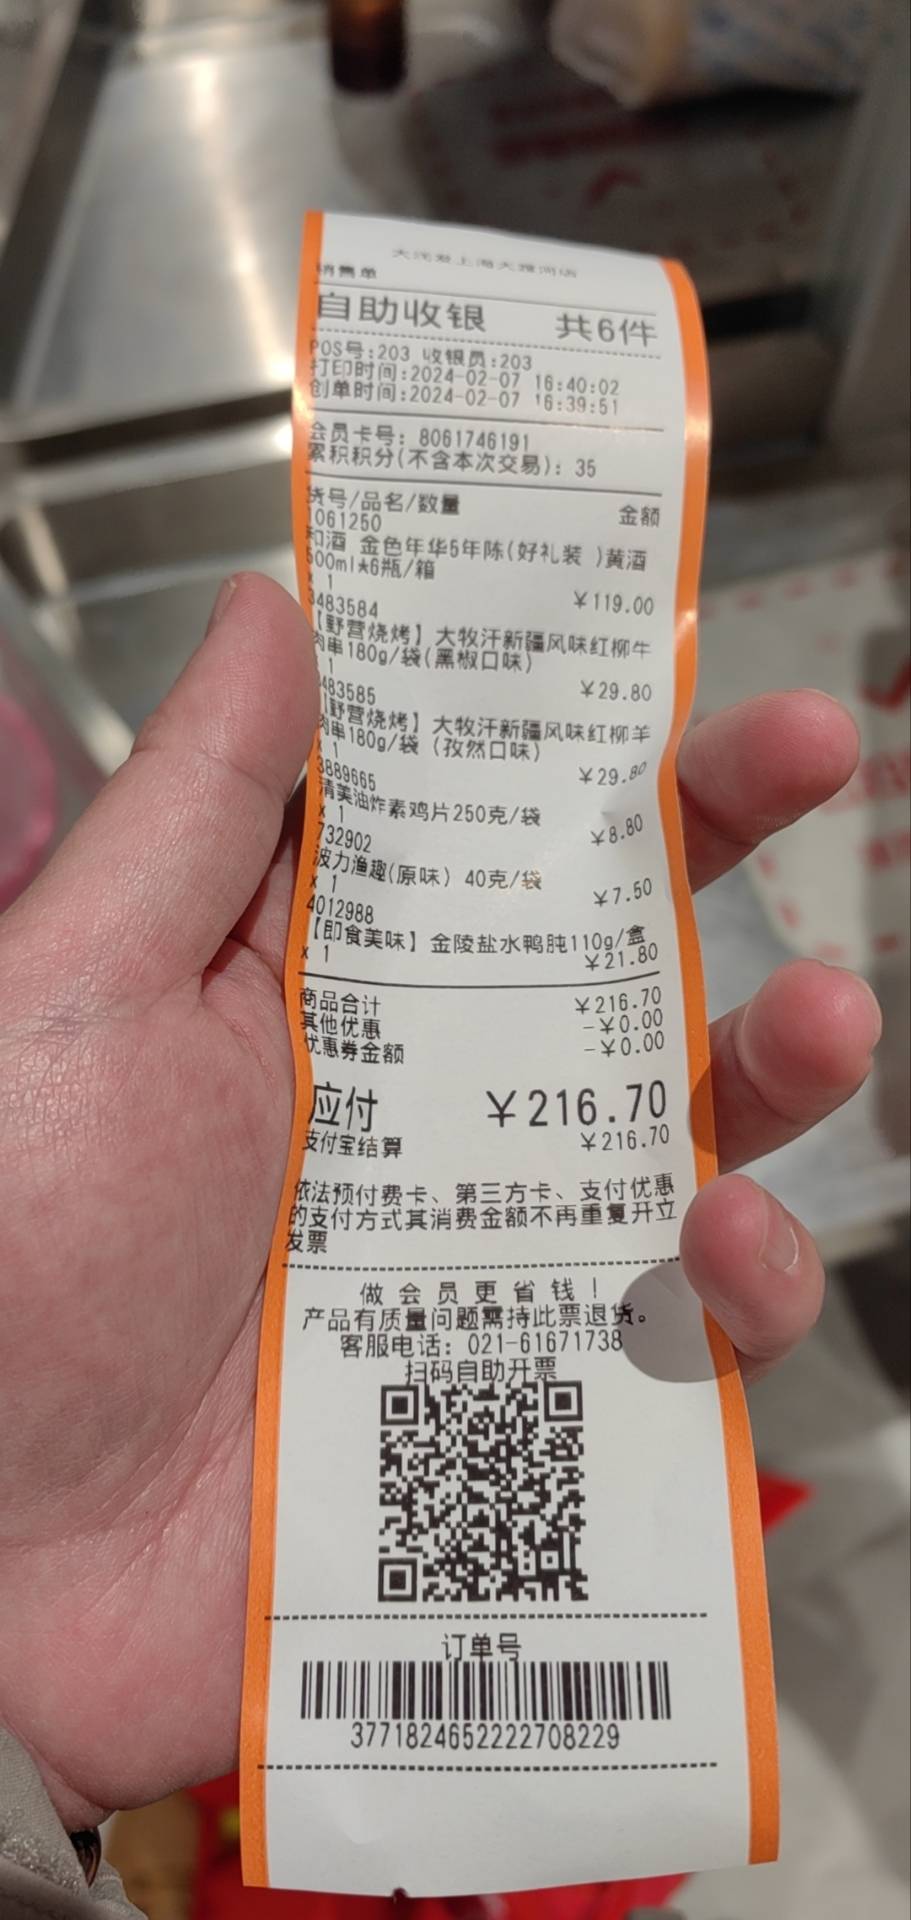 销售单
自助收银 共6件
POS号:203 收银员:203
打印时间:2024-02-07 16:40:02
创单时间:2024-02-07 16:39:51
会员卡号: 8061746191
累积积分(不含本次交易): 35
货号/品名/数量 金额
1061250
和酒 金色年华5年陈(好礼装 )黄酒
500ml*6瓶/箱
x 1 ¥119.00
3483584
【野营烧烤】大牧汗新疆风味红柳牛
肉串180g/袋(黑椒口味)
1 ¥29.80
483585
【野营烧烤】大牧汗新疆风味红柳羊
肉串180g/袋 (孜然口味)
x 1 ¥29.80
3889665
清美油炸素鸡片250克/袋
x 1 ¥8.80
732902
波力渔趣(原味) 40克/袋
x 1 ¥7.50
4012988
【即食美味】金陵盐水鸭肫110g/盒
x 1 ¥21.80
商品合计 ¥216.70
其他优惠 -¥0.00
优惠券金额 -¥0.00
应付 ¥216.70
支付宝结算 ¥216.70
依法预付费卡、第三方卡、支付优惠
的支付方式其消费金额不再重复开立
发票
做会员更省钱!
产品有质量问题需持此票退货。
客服电话: 021-61671738
扫码自助开票
订单号
3771824652222708229